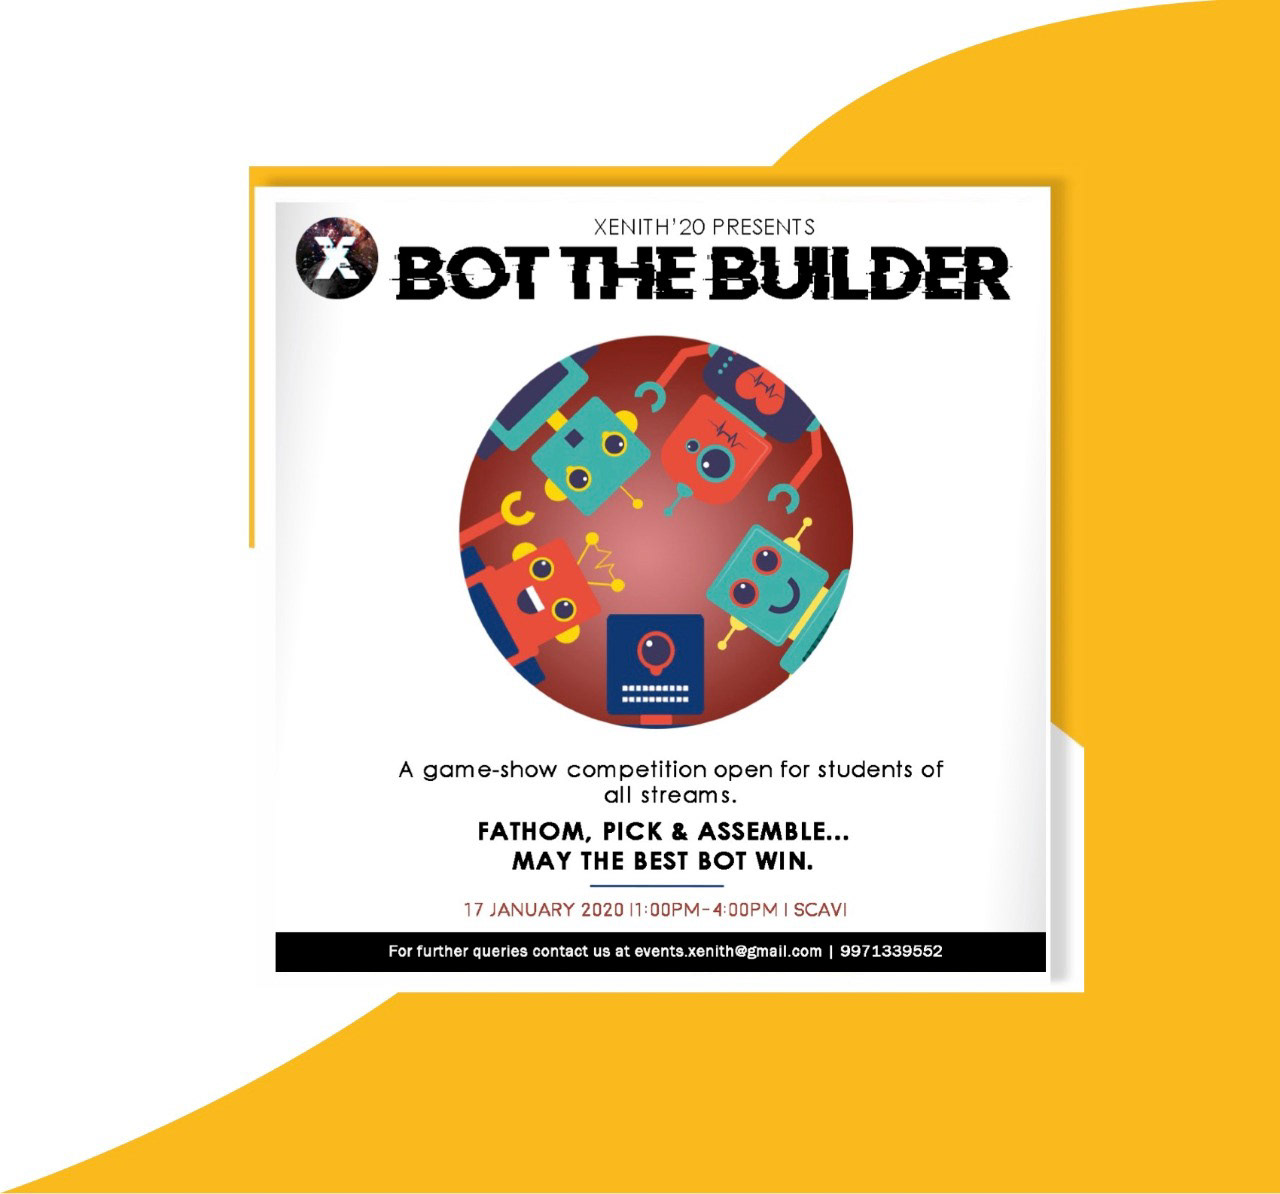 X
XENITH'20 PRESENTS
BOT THE BUILDER
A game-show competition open for students of
all streams.
FATHOM, PICK & ASSEMBLE...
MAY THE BEST BOT WIN.
17 JANUARY 2020 |1:00PM-4:00PM | SCAVI
For further queries contact us at events.xenith@gmail.com | 9971339552